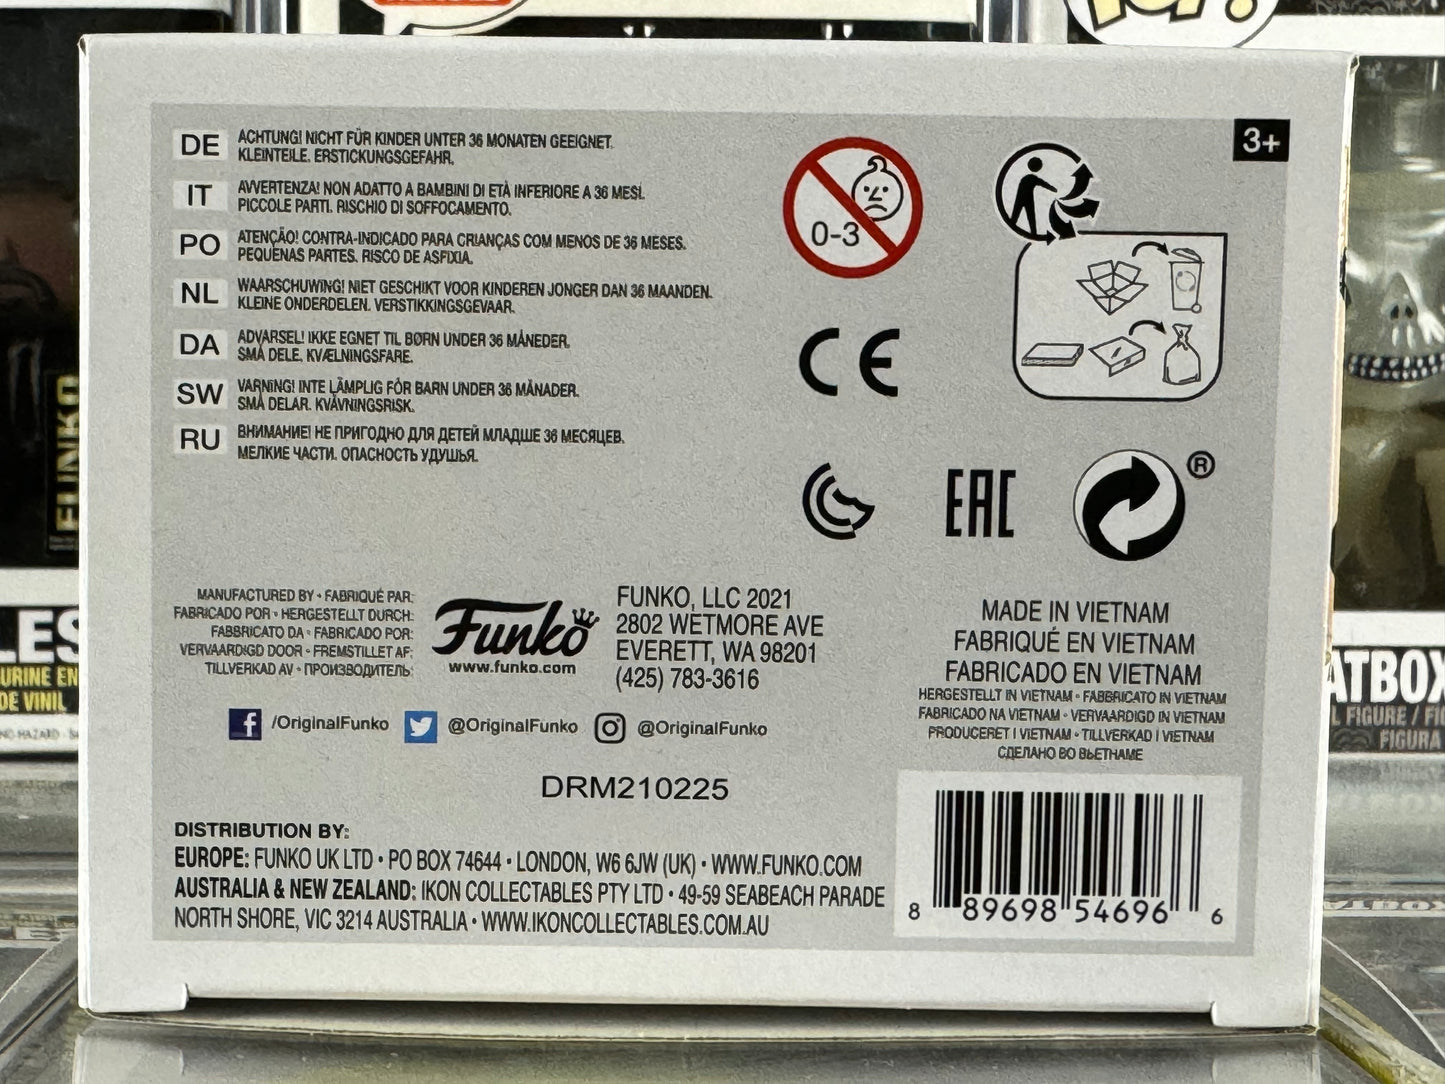 3+
DE
ACHTUNG! NICHT FÜR KINDER UNTER 36 MONATEN GEEIGNET.
KLEINTEILE. ERSTICKUNGSGEFAHR.
IT
AVVERTENZA! NON ADATTO A BAMBINI DI ETÀ INFERIORE A 36 MESI.
PICCOLE PARTI. RISCHIO DI SOFFOCAMENTO.
PO
ATENÇÃO! CONTRA-INDICADO PARA CRIANÇAS COM MENOS DE 36 MESES.
PEQUENAS PARTES. RISCO DE ASFIXIA.
NL
WAARSCHUWING! NIET GESCHIKT VOOR KINDEREN JONGER DAN 36 MAANDEN.
KLEINE ONDERDELEN. VERSTIKKINGSGEVAAR.
DA
ADVARSEL! IKKE EGNET TIL BØRN UNDER 36 MÅNEDER.
SMÅ DELE. KVÆLNINGSFARE.
SW
VARNING! INTE LÄMPLIG FÖR BARN UNDER 36 MÅNADER.
SMÅ DELAR. KVÄVNINGSRISK.
RU
ВНИМАНИЕ! НЕ ПРИГОДНО ДЛЯ ДЕТЕЙ МЛАДШЕ 36 МЕСЯЦЕВ.
МЕЛКИЕ ЧАСТИ. ОПАСНОСТЬ УДУШЬЯ.
0-3
CE
EAC
®
MANUFACTURED BY • FABRIQUÉ PAR:
FABRICADO POR • HERGESTELLT DURCH:
FABBRICATO DA • FABRICADO POR:
VERVAARDIGD DOOR • FREMSTILLET AF:
TILLVERKAD AV • ПРОИЗВОДИТЕЛЬ:
Funko
www.funko.com
FUNKO, LLC 2021
2802 WETMORE AVE
EVERETT, WA 98201
(425) 783-3616
MADE IN VIETNAM
FABRIQUÉ EN VIETNAM
FABRICADO EN VIETNAM
HERGESTELLT IN VIETNAM • FABBRICATO IN VIETNAM
FABRICADO NA VIETNAM • VERVAARDIGD IN VIETNAM
PRODUCERET I VIETNAM • TILLVERKAD I VIETNAM
СДЕЛАНО ВО ВЬЕТНАМЕ
/OriginalFunko @OriginalFunko @OriginalFunko
DRM210225
DISTRIBUTION BY:
EUROPE: FUNKO UK LTD • PO BOX 74644 • LONDON, W6 6JW (UK) • WWW.FUNKO.COM
AUSTRALIA & NEW ZEALAND: IKON COLLECTABLES PTY LTD • 49-59 SEABEACH PARADE
NORTH SHORE, VIC 3214 AUSTRALIA • WWW.IKONCOLLECTABLES.COM.AU
8 89698 54696 6
FUNKO
LES
URINE EN
DE VINIL
ATBOX
L FIGURE / FI
FIGURA